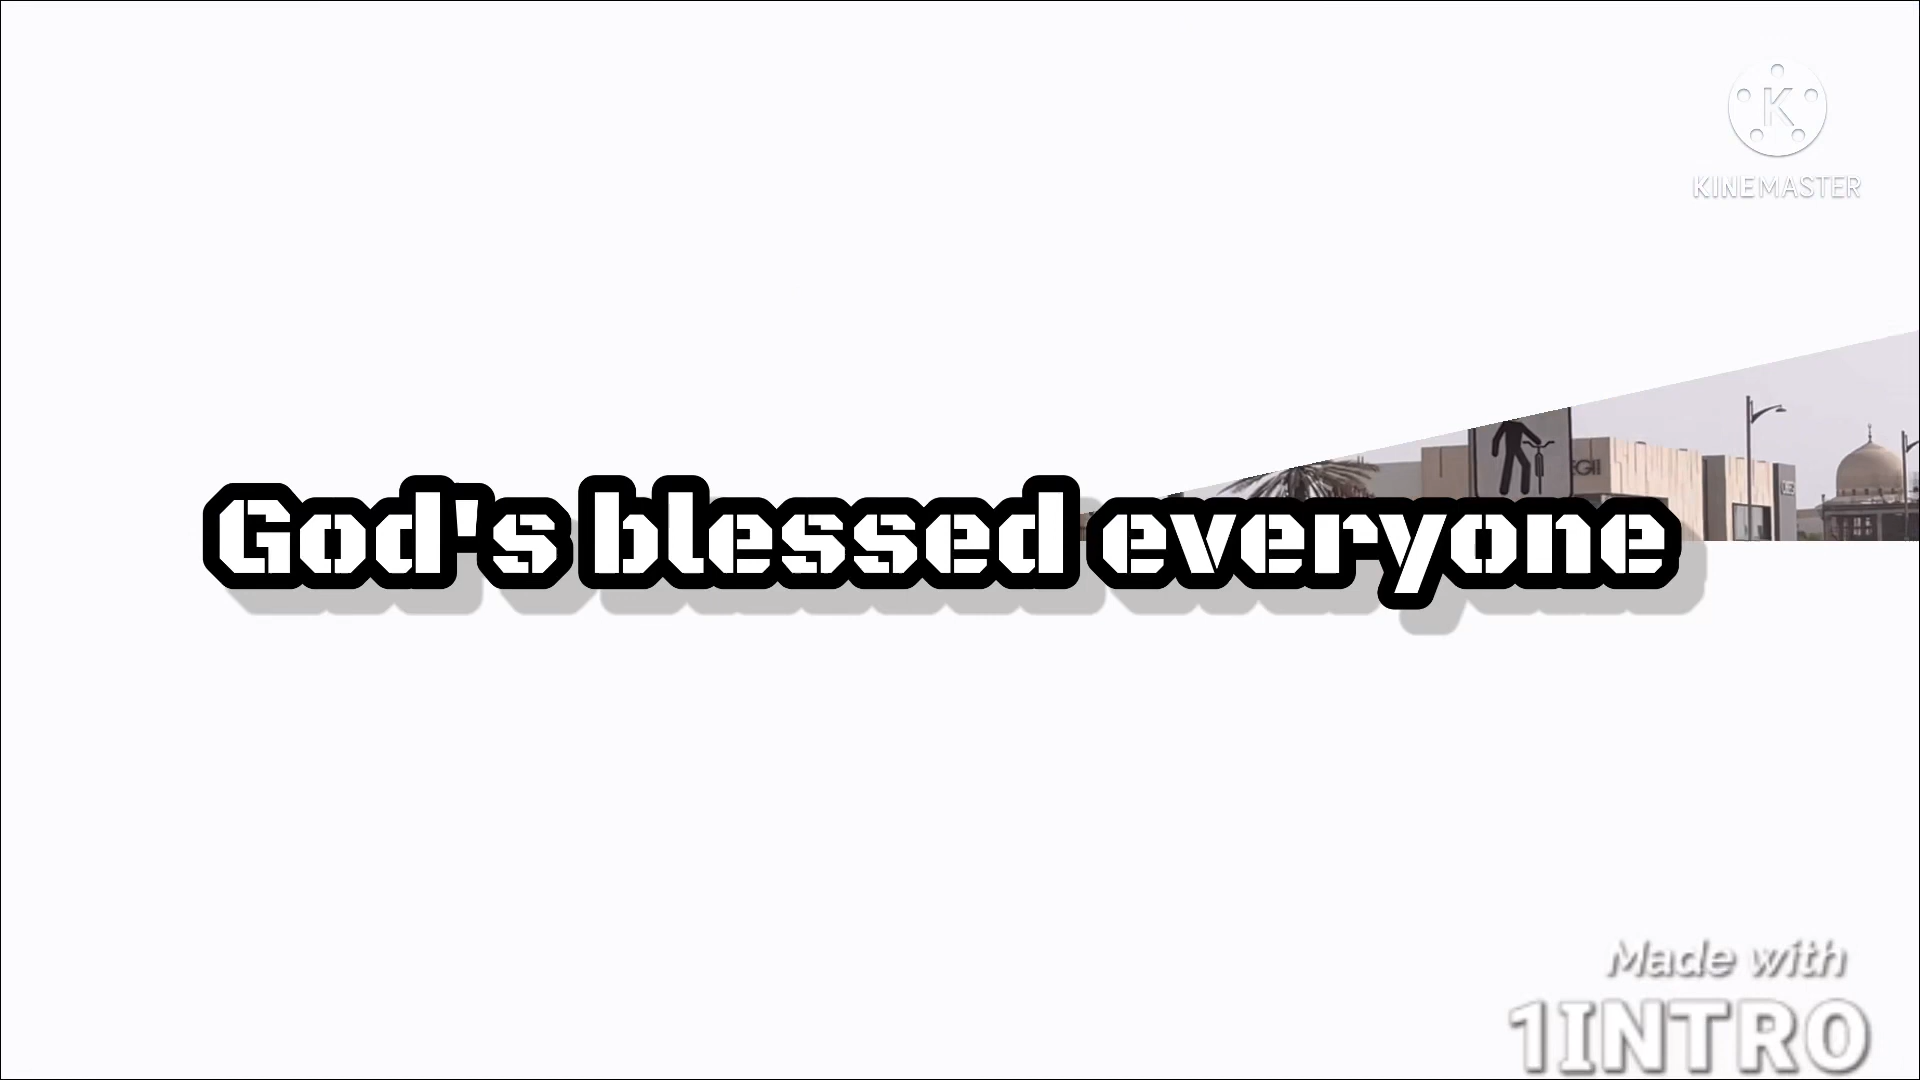 K
KINEMASTER
God's blessed everyone
Made with
1INTRO